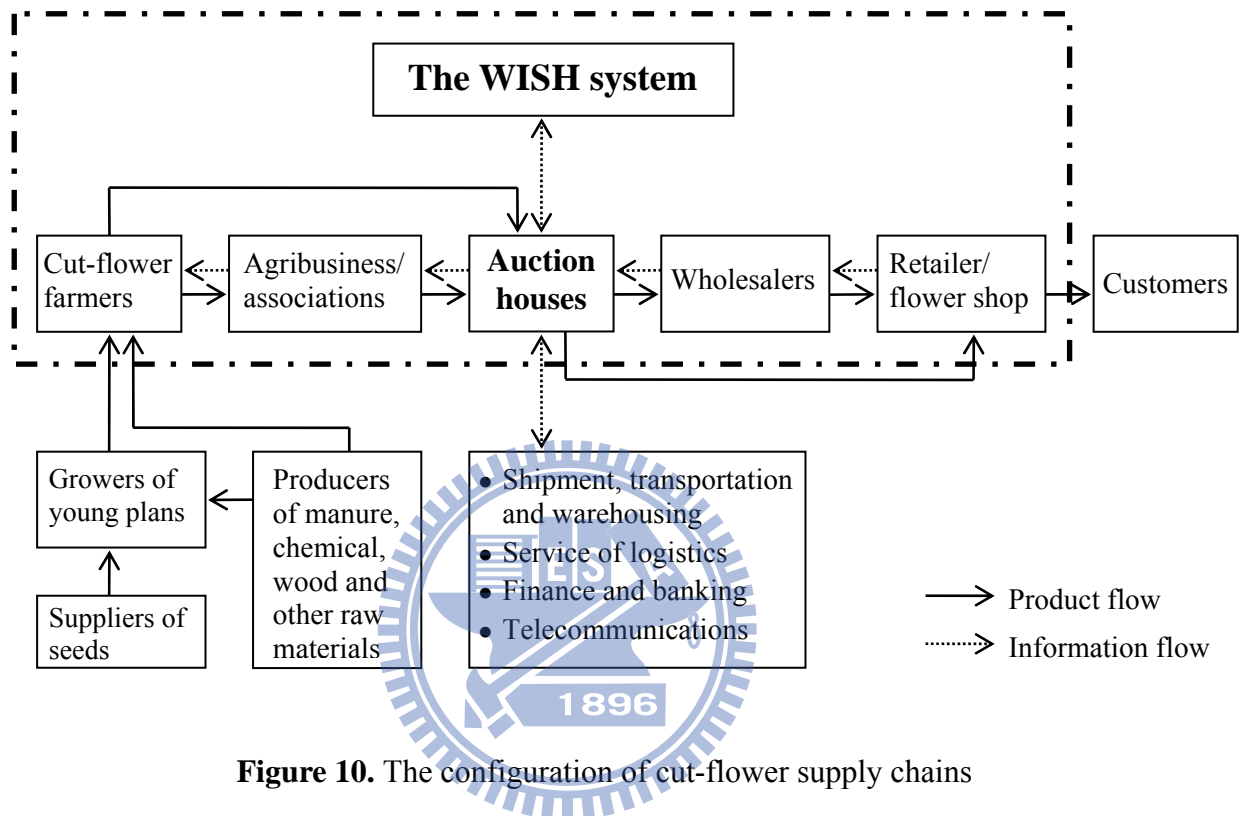 The WISH system
Cut-flower
farmers
Agribusiness/
associations
Auction
houses
Wholesalers
Retailer/
flower shop
Customers
Growers of
young plans
Suppliers of
seeds
Producers
of manure,
chemical,
wood and
other raw
materials
● Shipment, transportation
and warehousing
● Service of logistics
● Finance and banking
● Telecommunications
Product flow
Information flow
E S
1896
Figure 10. The configuration of cut-flower supply chains